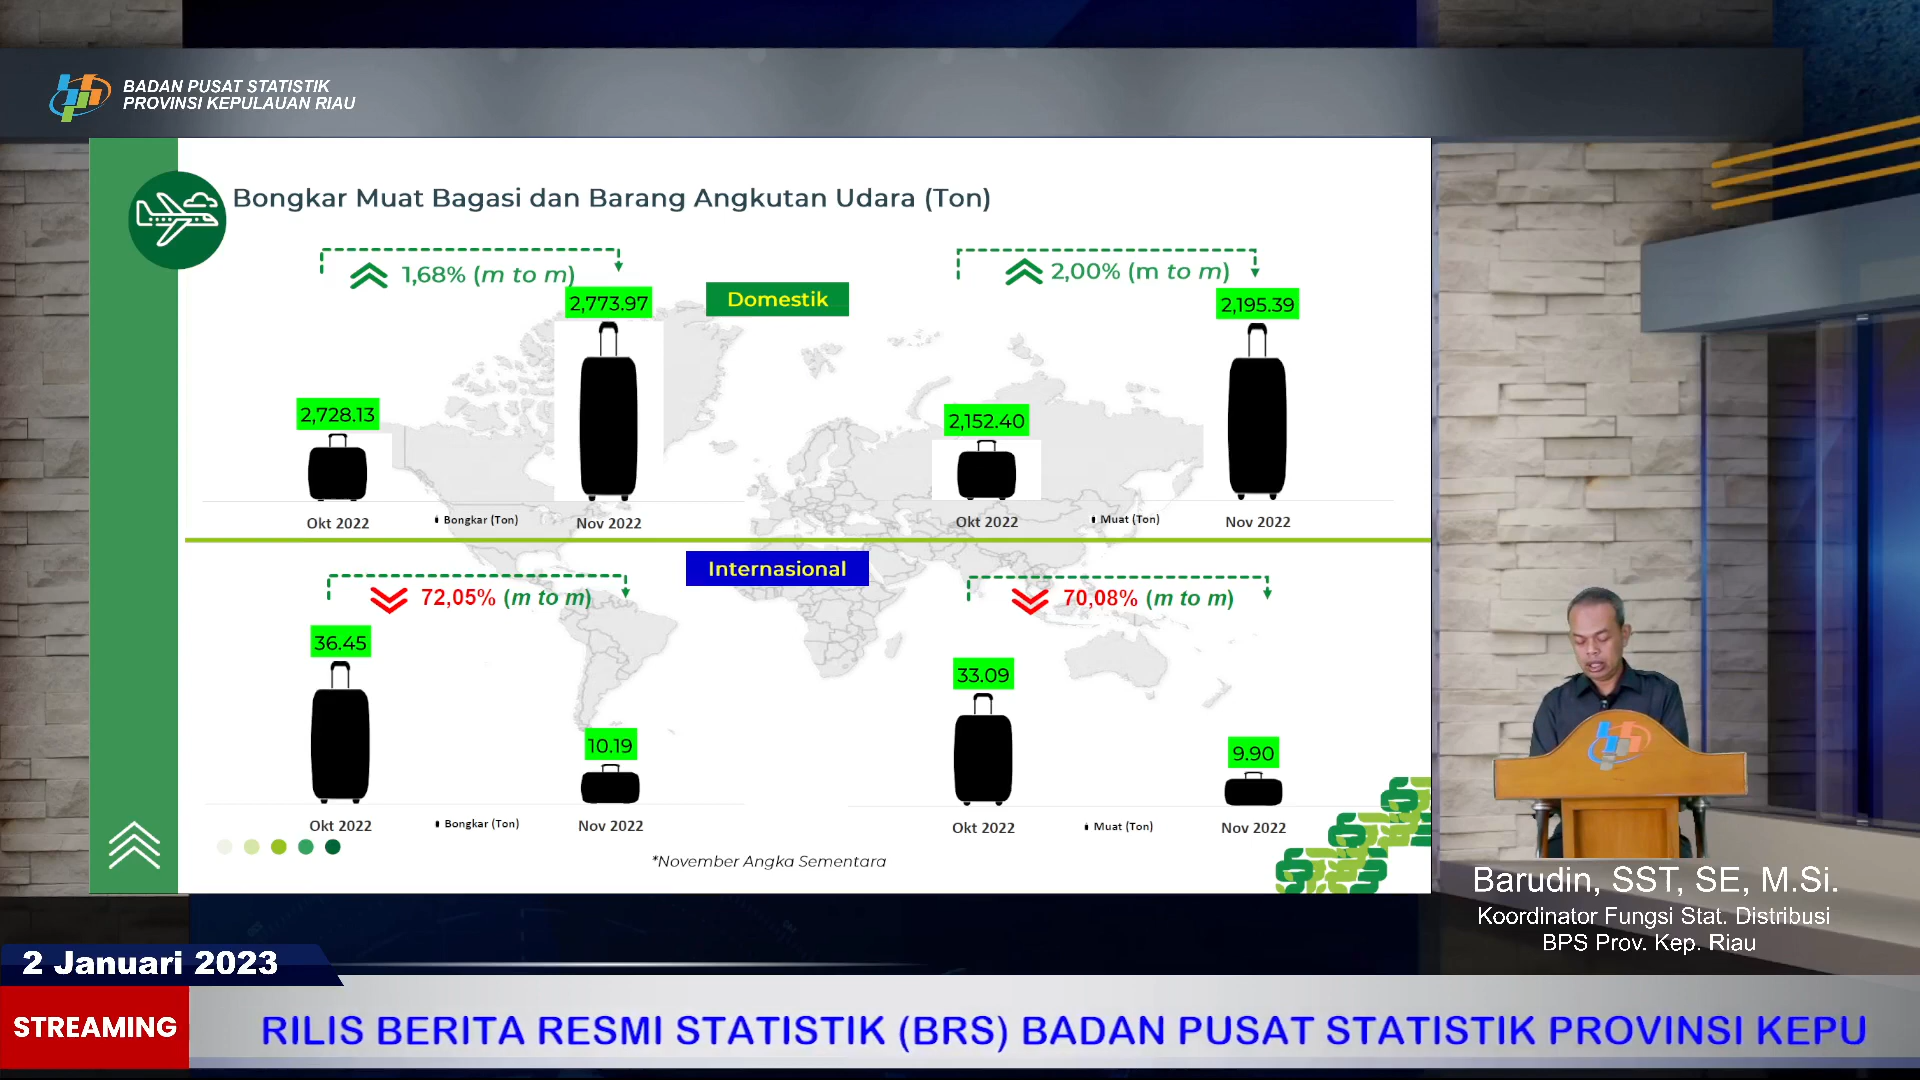 BADAN PUSAT STATISTIK
PROVINSI KEPULAUAN RIAU
Bongkar Muat Bagasi dan Barang Angkutan Udara (Ton)
1,68% (m to m)
2,00% (m to m)
2,773.97
Domestik
2,195.39
2,728.13
2,152.40
Okt 2022
Bongkar (Ton)
Nov 2022
Okt 2022
Muat (Ton)
Nov 2022
Internasional
72,05% (m to m)
70,08% (m to m)
36.45
33.09
10.19
9.90
Okt 2022
Bongkar (Ton)
Nov 2022
Okt 2022
Muat (Ton)
Nov 2022
*November Angka Sementara
Barudin, SST, SE, M.Si.
Koordinator Fungsi Stat. Distribusi
BPS Prov. Kep. Riau
2 Januari 2023
STREAMING
RILIS BERITA RESMI STATISTIK (BRS) BADAN PUSAT STATISTIK PROVINSI KEPU